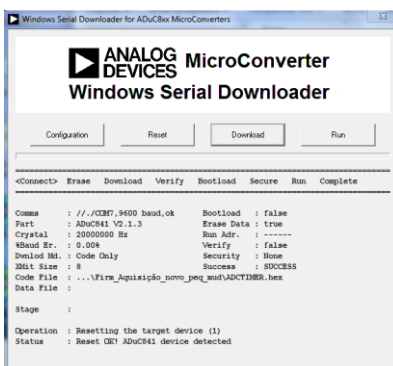 Windows Serial Downloader for ADuC8xx MicroConverters
ANALOG DEVICES MicroConverter
Windows Serial Downloader
Configuration Reset Download Run
<Connect> Erase Download Verify Bootload Secure Run Complete
Comms : //./COM7,9600 baud,ok Bootload : false
Part : ADuC841 V2.1.3 Erase Data : true
Crystal : 20000000 Hz Run Adr. : ------
%Baud Er. : 0.00% Verify : false
Dwnlod Md. : Code Only Security : None
XMit Size : 8 Success : SUCCESS
Code File : ...\Firm_Aquisição_novo_peq_mud\ADCTIMER.hex
Data File :
Stage :
Operation : Resetting the target device (1)
Status : Reset OK! ADuC841 device detected